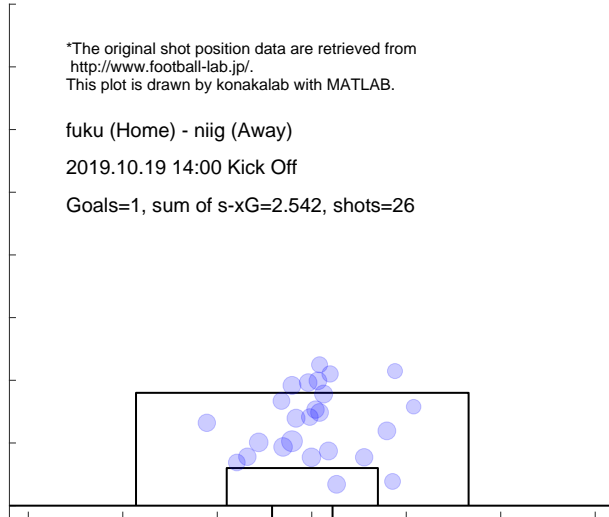 *The original shot position data are retrieved from
http://www.football-lab.jp/.
This plot is drawn by konakalab with MATLAB.
fuku (Home) - niig (Away)
2019.10.19 14:00 Kick Off
Goals=1, sum of s-xG=2.542, shots=26